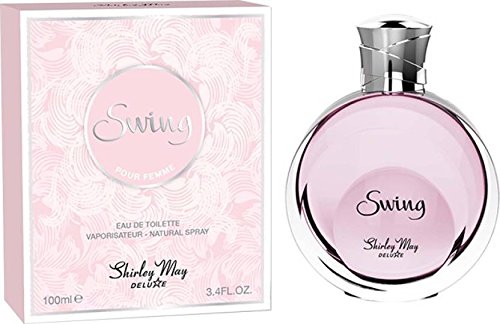 Swing
POUR FEMME
EAU DE TOILETTE
VAPORISATEUR - NATURAL SPRAY
Shirley May
DELUXE
100ml ℮
3.4FL.OZ.
Swing
Shirley May
DELUXE